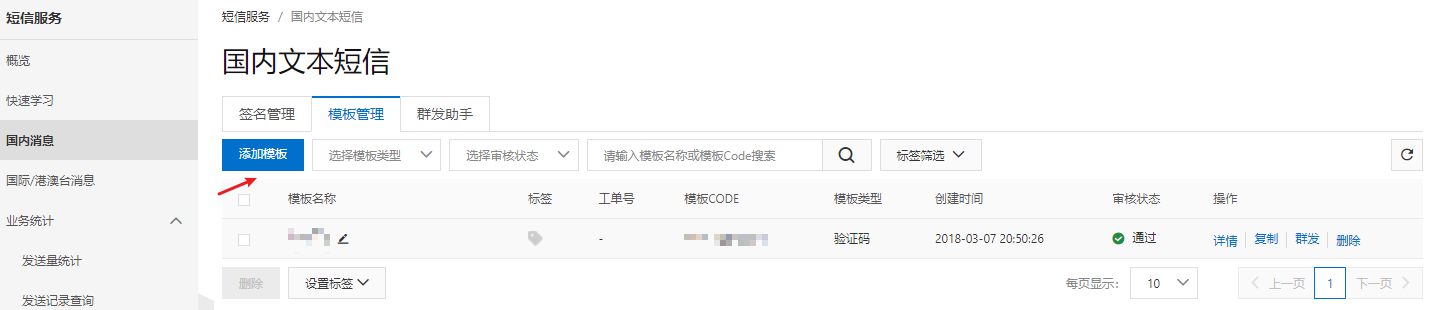 短信服务
概览
快速学习
国内消息
国际/港澳台消息
业务统计
发送量统计
发送记录查询
短信服务 / 国内文本短信
国内文本短信
签名管理 模板管理 群发助手
添加模板 选择模板类型 选择审核状态 请输入模板名称或模板Code搜索 标签筛选
模板名称 标签 工单号 模板CODE 模板类型 创建时间 审核状态 操作
- 验证码 2018-03-07 20:50:26 通过 详情 复制 群发 删除
删除 设置标签 每页显示: 10 上一页 1 下一页